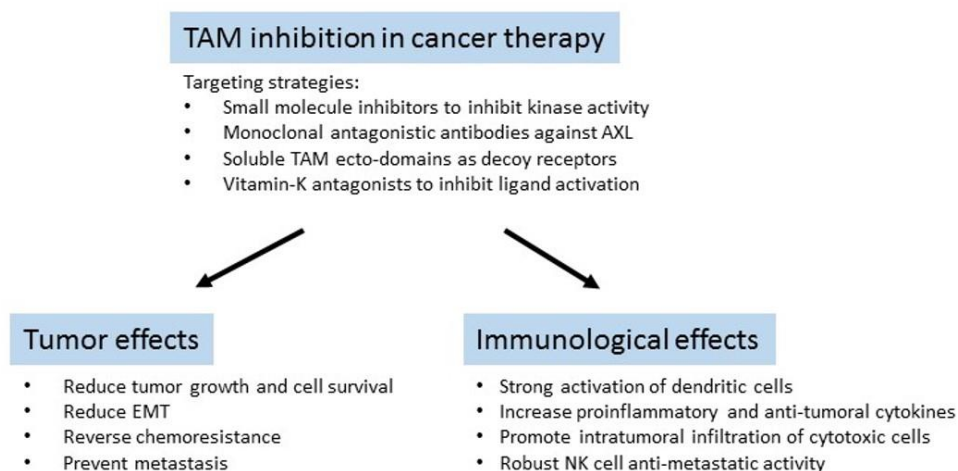 TAM inhibition in cancer therapy
Targeting strategies:
• Small molecule inhibitors to inhibit kinase activity
• Monoclonal antagonistic antibodies against AXL
• Soluble TAM ecto-domains as decoy receptors
• Vitamin-K antagonists to inhibit ligand activation
Tumor effects
• Reduce tumor growth and cell survival
• Reduce EMT
• Reverse chemoresistance
• Prevent metastasis
Immunological effects
• Strong activation of dendritic cells
• Increase proinflammatory and anti-tumoral cytokines
• Promote intratumoral infiltration of cytotoxic cells
• Robust NK cell anti-metastatic activity